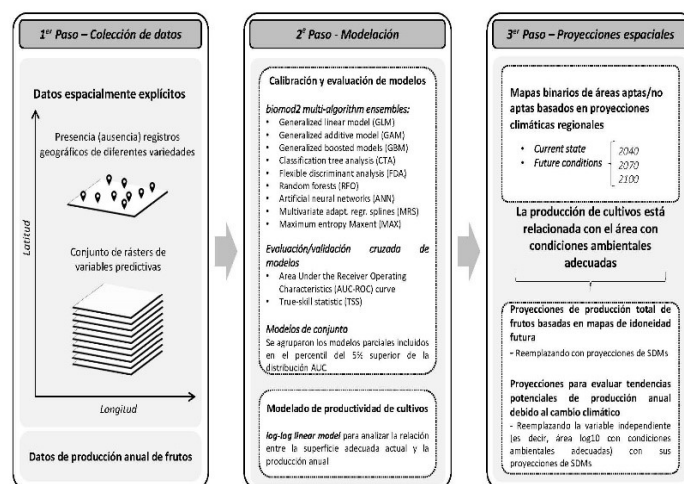 1er Paso – Colección de datos
Datos espacialmente explícitos
Presencia (ausencia) registros
geográficos de diferentes variedades
Latitud
Conjunto de rásters de
variables predictivas
Longitud
Datos de producción anual de frutos
2º Paso - Modelación
Calibración y evaluación de modelos
biomod2 multi-algorithm ensembles:
• Generalized linear model (GLM)
• Generalized additive model (GAM)
• Generalized boosted models (GBM)
• Classification tree analysis (CTA)
• Flexible discriminant analysis (FDA)
• Random forests (RFO)
• Artificial neural networks (ANN)
• Multivariate adapt. regr. splines (MRS)
• Maximum entropy Maxent (MAX)
Evaluación/validación cruzada de
modelos
• Area Under the Receiver Operating
Characteristics (AUC-ROC) curve
• True-skill statistic (TSS)
Modelos de conjunto
Se agruparon los modelos parciales incluidos
en el percentil del 5% superior de la
distribución AUC
Modelado de productividad de cultivos
log-log linear model para analizar la relación
entre la superficie adecuada actual y la
producción anual
3er Paso – Proyecciones espaciales
Mapas binarios de áreas aptas/no
aptas basados en proyecciones
climáticas regionales
• Current state
• Future conditions
2040
2070
2100
La producción de cultivos está
relacionada con el área con
condiciones ambientales
adecuadas
Proyecciones de producción total de
frutos basadas en mapas de idoneidad
futura
- Reemplazando con proyecciones de SDMs
Proyecciones para evaluar tendencias
potenciales de producción anual
debido al cambio climático
- Reemplazando la variable independiente
(es decir, área log10 con condiciones
ambientales adecuadas) con sus
proyecciones de SDMs